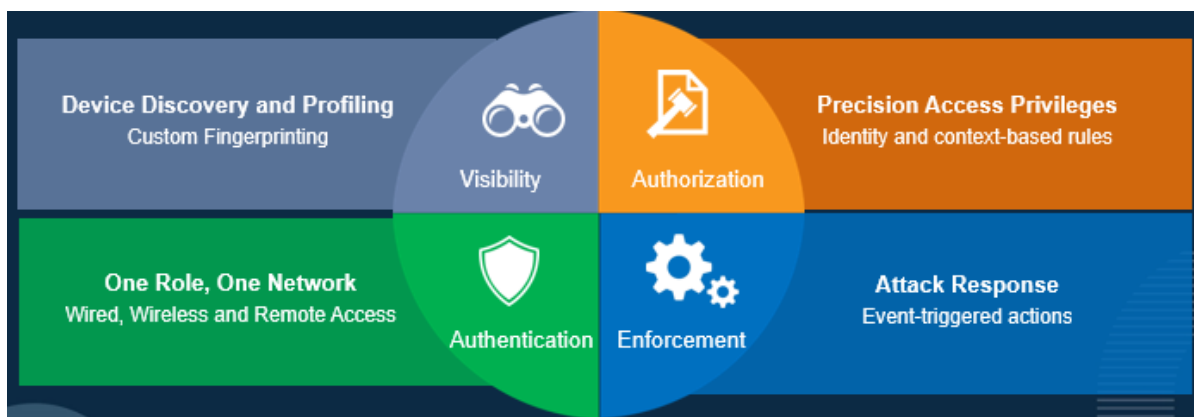 Device Discovery and Profiling
Custom Fingerprinting
Visibility
Authorization
Precision Access Privileges
Identity and context-based rules
One Role, One Network
Wired, Wireless and Remote Access
Authentication
Enforcement
Attack Response
Event-triggered actions